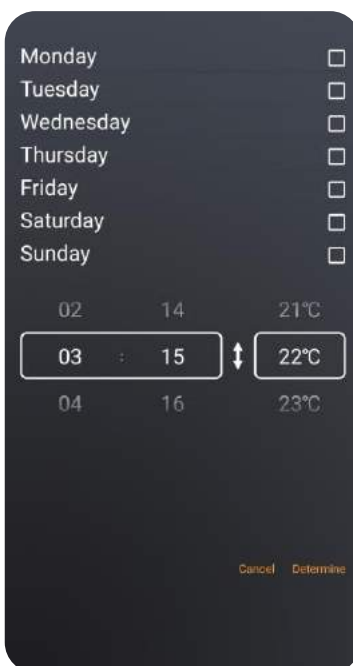 Monday
Tuesday
Wednesday
Thursday
Friday
Saturday
Sunday
02 14 21°C
03 : 15 22°C
04 16 23°C
Cancel Determine